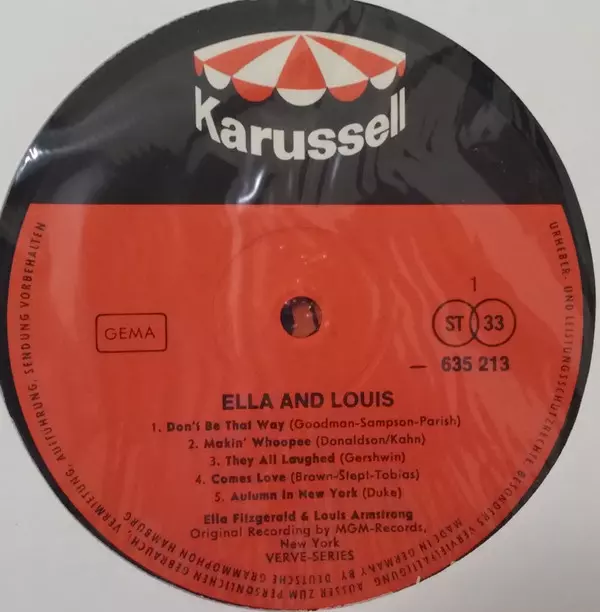 Karussell
GEMA
1
ST 33
— 635 213
ELLA AND LOUIS
1. Don's Be That Way (Goodman-Sampson-Parish)
2. Makin' Whoopee (Donaldson/Kahn)
3. They All Laughed (Gershwin)
4. Comes Love (Brown-Stept-Tobias)
5. Autumn in New York (Duke)
Ella Fitzgerald & Louis Armstrong
Original Recording by MGM-Records,
New York
VERVE-SERIES
URHEBER- UND LEISTUNGSSCHUTZRECHTE, BESONDERS VERVIELFÄLTIGUNG AUSSER ZUM PERSÖNLICHEN GEBRAUCH, VERMIETUNG, AUFFÜHRUNG, SENDUNG VORBEHALTEN
MADE IN GERMANY BY DEUTSCHE GRAMMOPHON HAMBURG